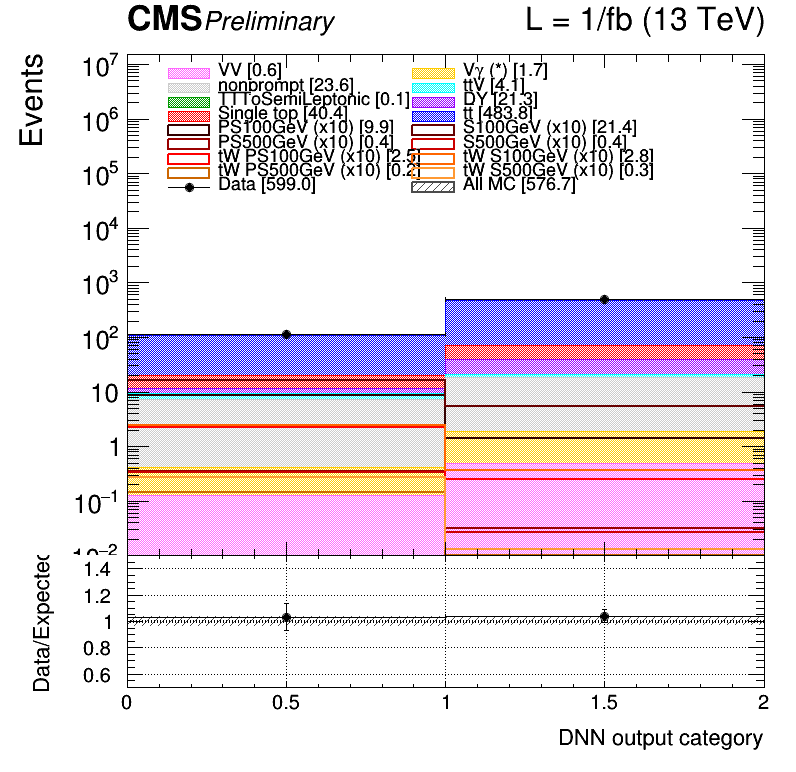 CMS Preliminary L = 1/fb (13 TeV)
Events
VV [0.6] Vγ (*) [1.7]
nonprompt [23.6] ttV [4.1]
TTToSemiLeptonic [0.1] DY [21.3]
Single top [40.4] tt [483.8]
PS100GeV (x10) [9.9] S100GeV (x10) [21.4]
PS500GeV (x10) [0.4] S500GeV (x10) [0.4]
tW PS100GeV (x10) [2.5] tW S100GeV (x10) [2.8]
tW PS500GeV (x10) [0.2] tW S500GeV (x10) [0.3]
Data [599.0] All MC [576.7]
10⁷
10⁶
10⁵
10⁴
10³
10²
10
1
10⁻¹
10⁻²
Data/Expected
1.4
1.2
1
0.8
0.6
0 0.5 1 1.5 2
DNN output category